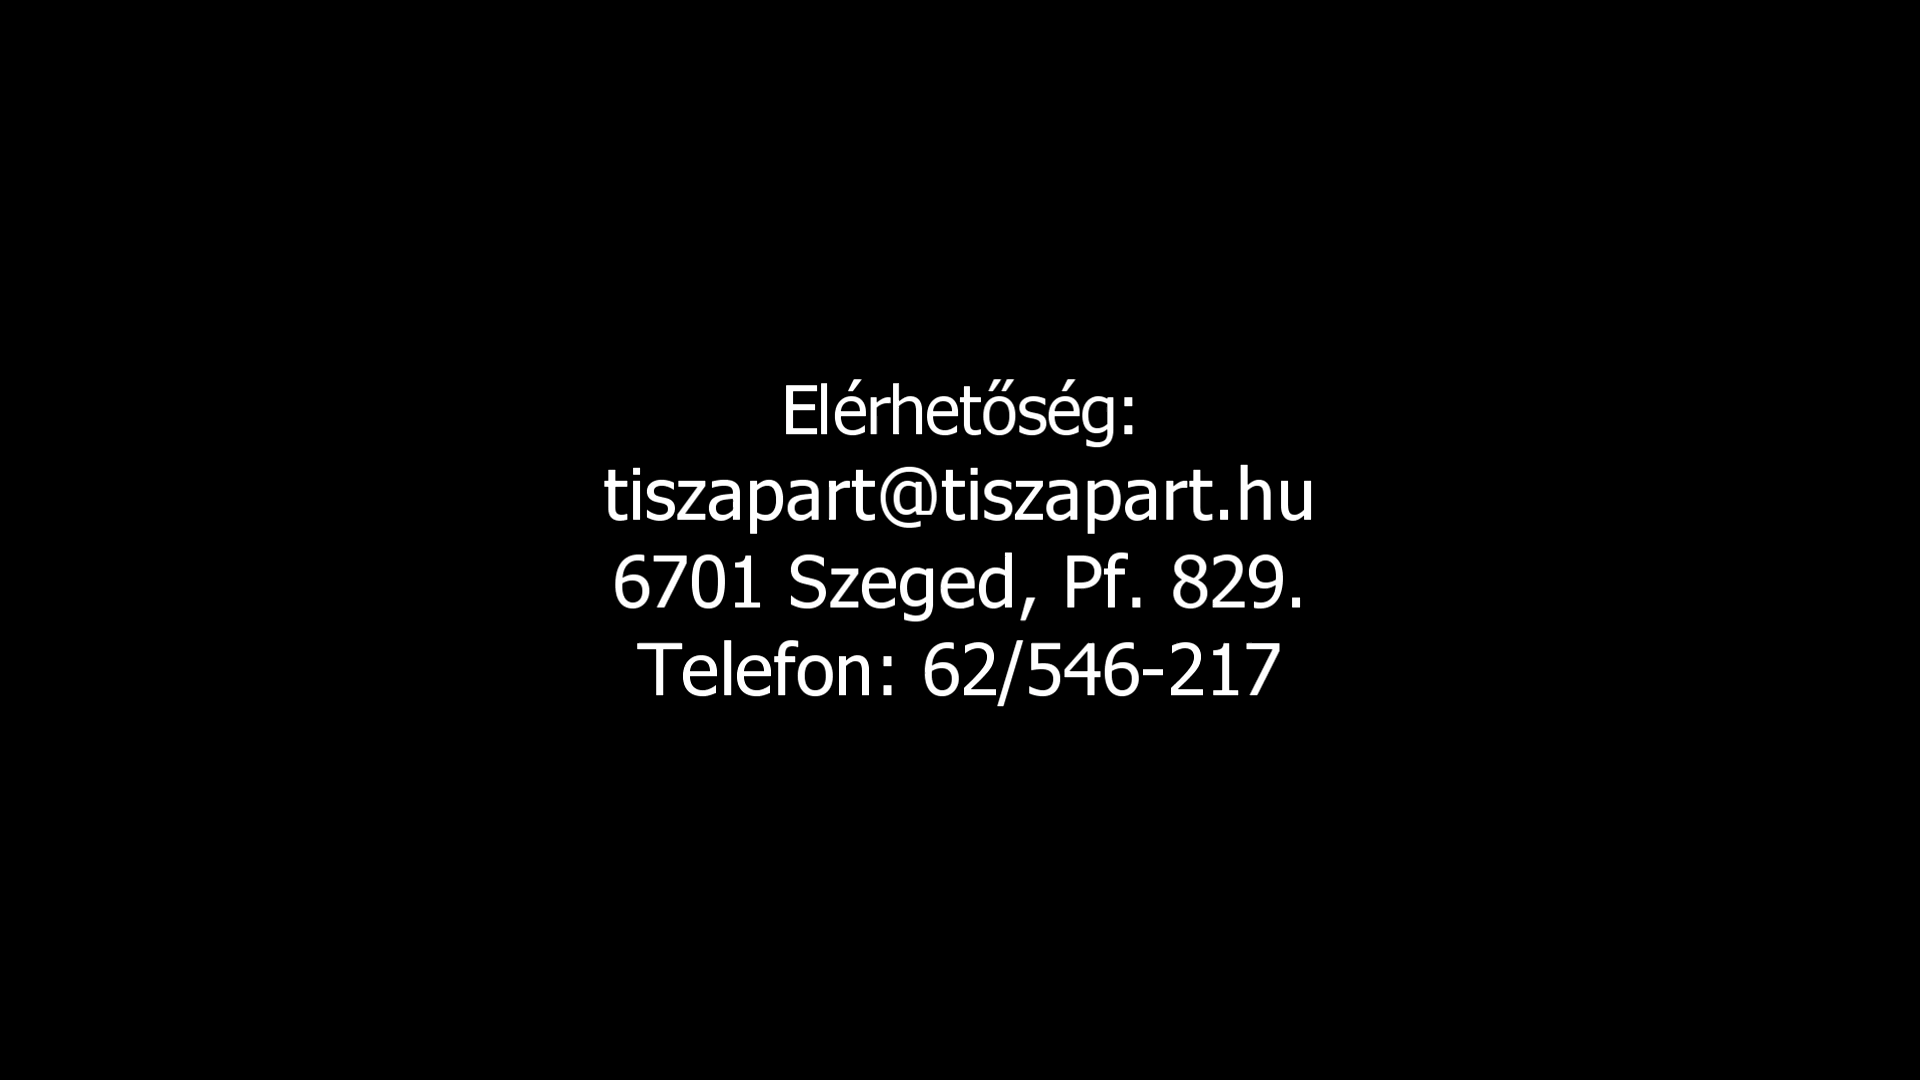 Elérhetőség:
tiszapart@tiszapart.hu
6701 Szeged, Pf. 829.
Telefon: 62/546-217